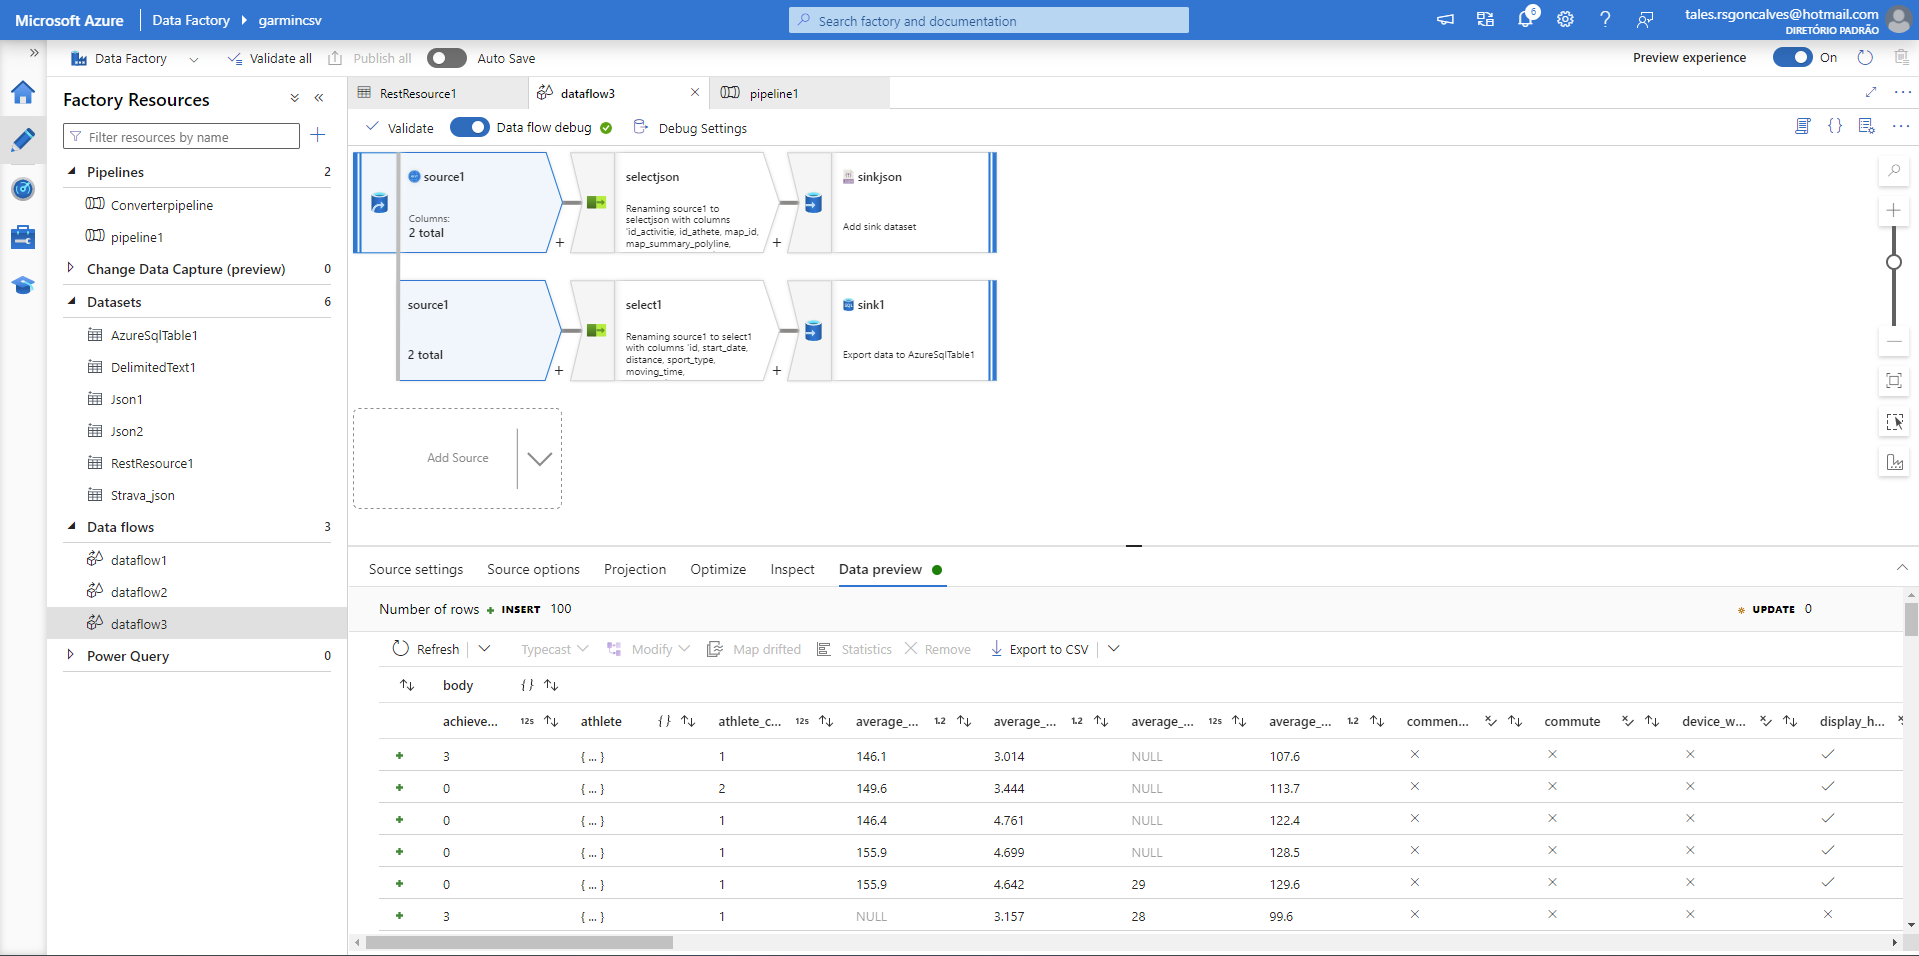 Microsoft Azure
Data Factory
garmincsv
Search factory and documentation
6
tales.rsgoncalves@hotmail.com
DIRETÓRIO PADRÃO
Data Factory
Validate all
Publish all
Auto Save
Preview experience
On
Factory Resources
Filter resources by name
Pipelines 2
Converterpipeline
pipeline1
Change Data Capture (preview) 0
Datasets 6
AzureSqlTable1
DelimitedText1
Json1
Json2
RestResource1
Strava_json
Data flows 3
dataflow1
dataflow2
dataflow3
Power Query 0
RestResource1
dataflow3
pipeline1
Validate
Data flow debug
Debug Settings
source1
Columns:
2 total
selectjson
Renaming source1 to
selectjson with columns
'id_activitie, id_athete, map_id,
map_summary_polyline,
sinkjson
Add sink dataset
source1
2 total
select1
Renaming source1 to select1
with columns 'id, start_date,
distance, sport_type,
moving_time,
sink1
Export data to AzureSqlTable1
Add Source
Source settings
Source options
Projection
Optimize
Inspect
Data preview
Number of rows
INSERT 100
UPDATE 0
Refresh
Typecast
Modify
Map drifted
Statistics
Remove
Export to CSV
body {}
achieve... 12s athlete {} athlete_c... 12s average_... 1.2 average_... 1.2 average_... 12s average_... 1.2 commen... commute device_w... display_h...
3 {...} 1 146.1 3.014 NULL 107.6
0 {...} 2 149.6 3.444 NULL 113.7
0 {...} 1 146.4 4.761 NULL 122.4
0 {...} 1 155.9 4.699 NULL 128.5
0 {...} 1 155.9 4.642 29 129.6
3 {...} 1 NULL 3.157 28 99.6